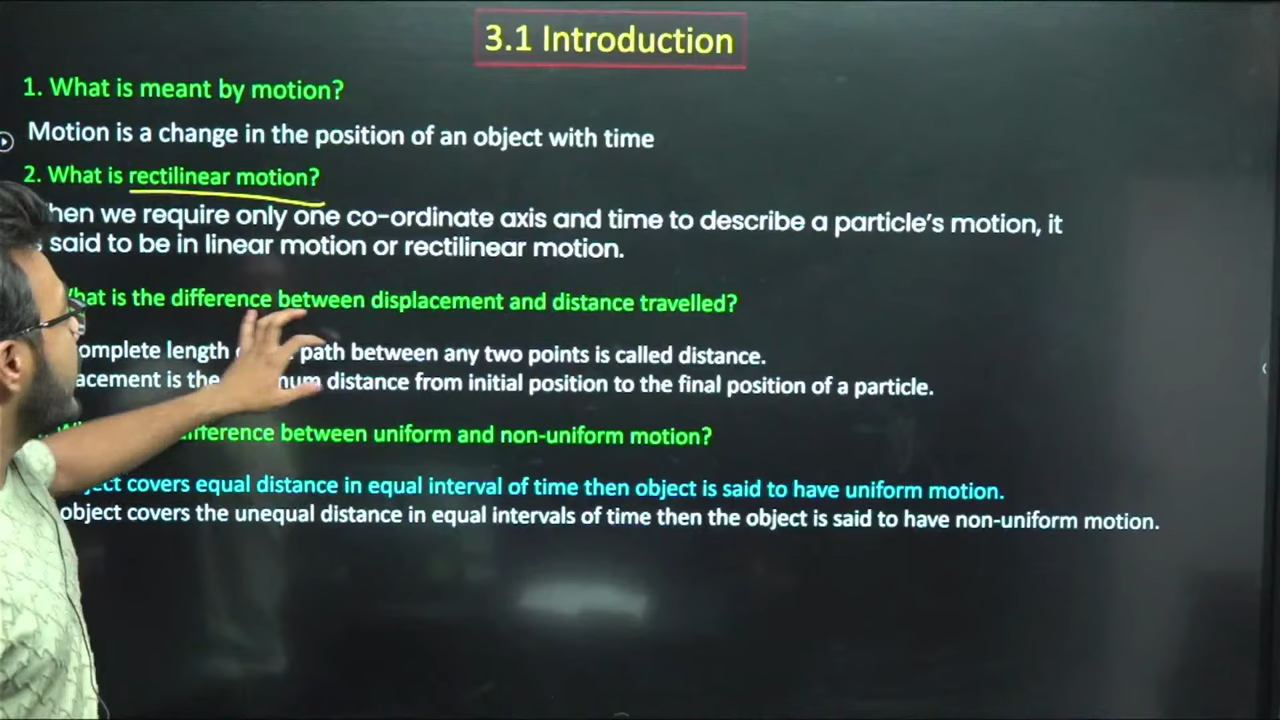 3.1 Introduction
1. What is meant by motion?
Motion is a change in the position of an object with time
2. What is rectilinear motion?
hen we require only one co-ordinate axis and time to describe a particle's motion, it
said to be in linear motion or rectilinear motion.
hat is the difference between displacement and distance travelled?
omplete length path between any two points is called distance.
acement is the num distance from initial position to the final position of a particle.
ifference between uniform and non-uniform motion?
ject covers equal distance in equal interval of time then object is said to have uniform motion.
object covers the unequal distance in equal intervals of time then the object is said to have non-uniform motion.